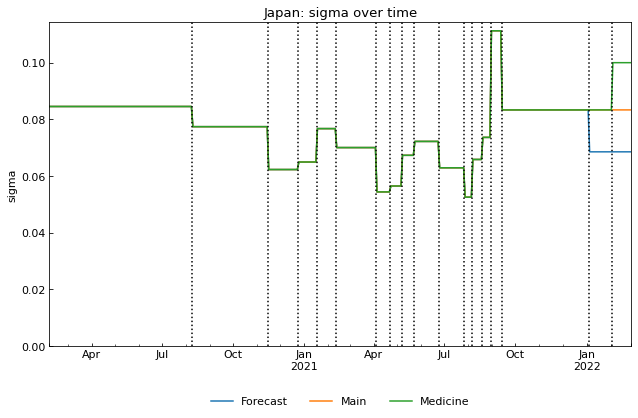 Japan: sigma over time
0.10
0.08
0.06
0.04
0.02
0.00
sigma
Apr Jul Oct Jan Apr Jul Oct Jan
2021 2022
Forecast Main Medicine